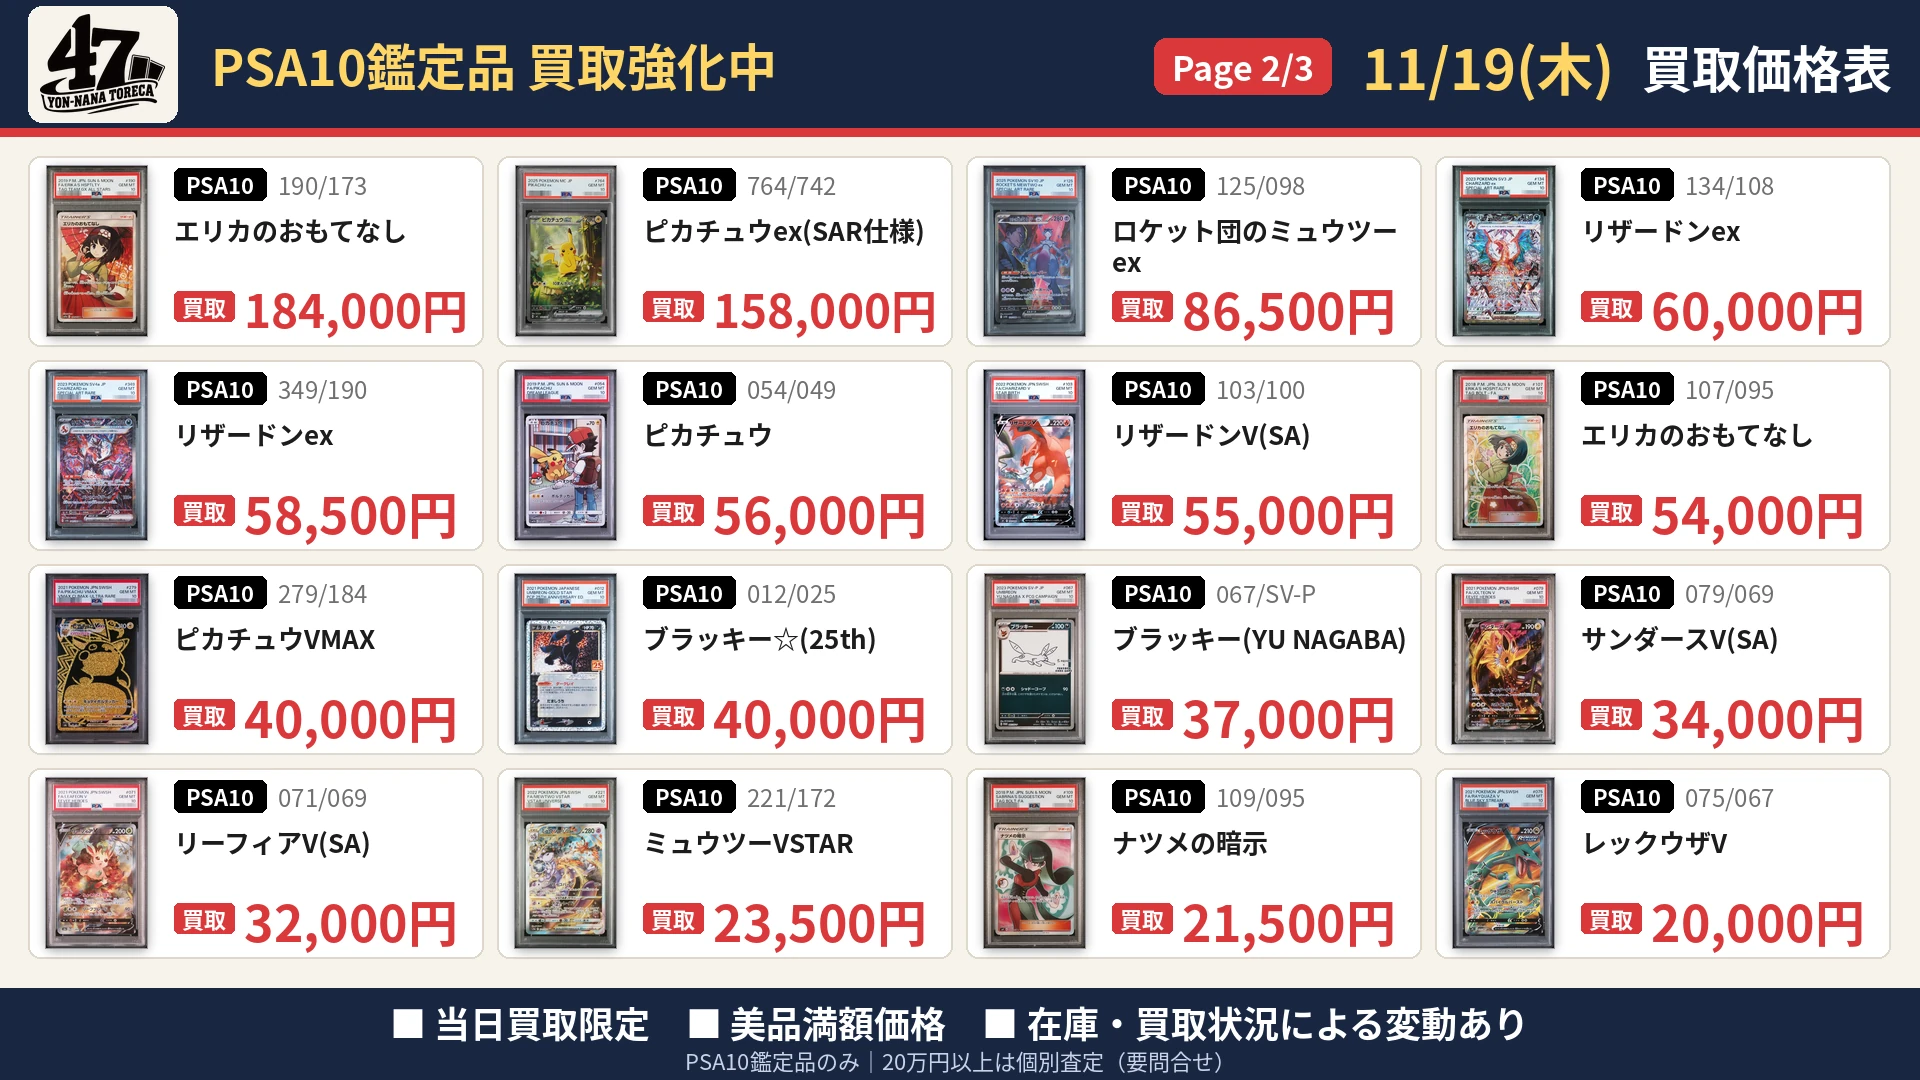 47
YON-NANA TORECA
PSA10鑑定品 買取強化中
Page 2/3
11/19(木) 買取価格表
PSA10 190/173
エリカのおもてなし
買取 184,000円
PSA10 764/742
ピカチュウex(SAR仕様)
買取 158,000円
PSA10 125/098
ロケット団のミュウツー
ex
買取 86,500円
PSA10 134/108
リザードンex
買取 60,000円
PSA10 349/190
リザードンex
買取 58,500円
PSA10 054/049
ピカチュウ
買取 56,000円
PSA10 103/100
リザードンV(SA)
買取 55,000円
PSA10 107/095
エリカのおもてなし
買取 54,000円
PSA10 279/184
ピカチュウVMAX
買取 40,000円
PSA10 012/025
ブラッキー☆(25th)
買取 40,000円
PSA10 067/SV-P
ブラッキー(YU NAGABA)
買取 37,000円
PSA10 079/069
サンダースV(SA)
買取 34,000円
PSA10 071/069
リーフィアV(SA)
買取 32,000円
PSA10 221/172
ミュウツーVSTAR
買取 23,500円
PSA10 109/095
ナツメの暗示
買取 21,500円
PSA10 075/067
レックウザV
買取 20,000円
■ 当日買取限定 ■ 美品満額価格 ■ 在庫・買取状況による変動あり
PSA10鑑定品のみ｜20万円以上は個別査定（要問合せ）